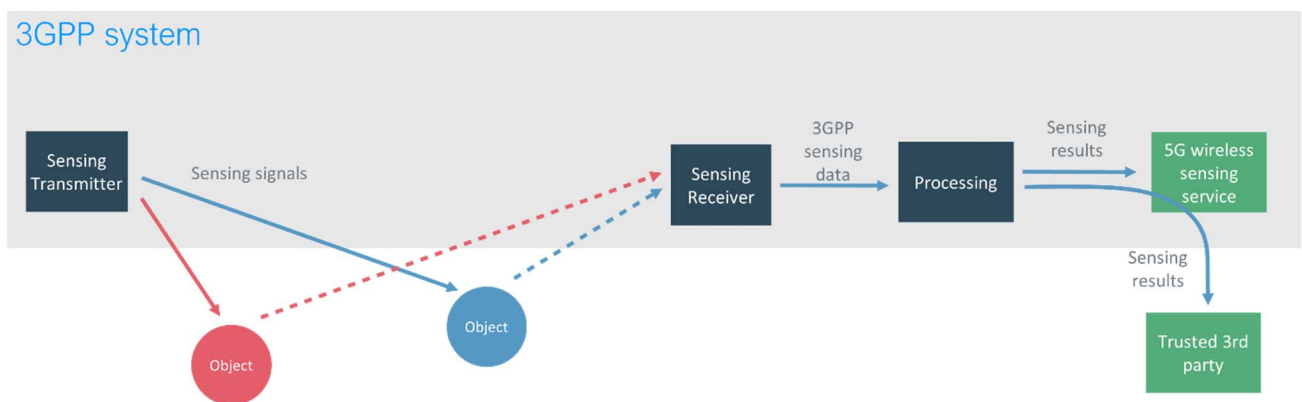 3GPP system
Sensing
Transmitter
Sensing signals
Sensing
Receiver
3GPP
sensing
data
Processing
Sensing
results
5G wireless
sensing
service
Sensing
results
Object
Object
Trusted 3rd
party